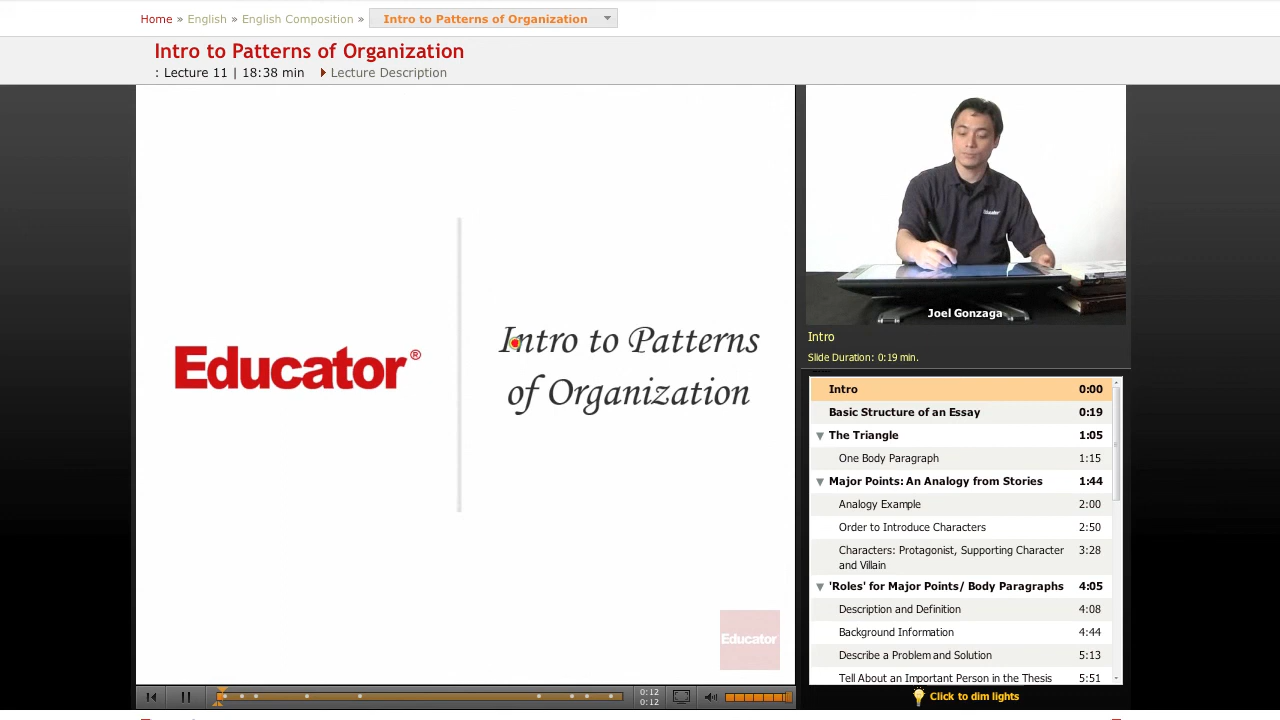 Home » English » English Composition » Intro to Patterns of Organization
Intro to Patterns of Organization
: Lecture 11 | 18:38 min Lecture Description
Educator®
Intro to Patterns
of Organization
Educator
Educator
Joel Gonzaga
Intro
Slide Duration: 0:19 min.
Intro 0:00
Basic Structure of an Essay 0:19
The Triangle 1:05
One Body Paragraph 1:15
Major Points: An Analogy from Stories 1:44
Analogy Example 2:00
Order to Introduce Characters 2:50
Characters: Protagonist, Supporting Character 3:28
and Villain
'Roles' for Major Points/ Body Paragraphs 4:05
Description and Definition 4:08
Background Information 4:44
Describe a Problem and Solution 5:13
Tell About an Important Person in the Thesis 5:51
0:12
0:12
Click to dim lights